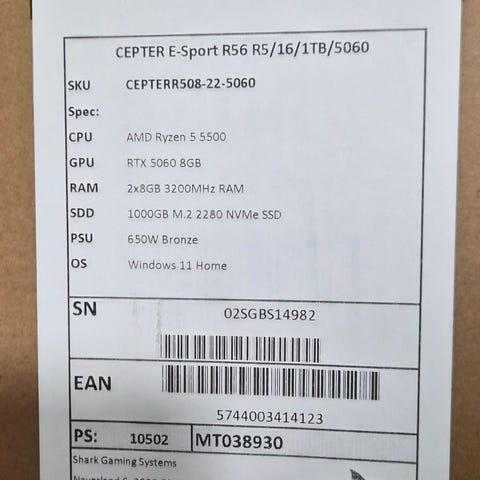 CEPTER E-Sport R56 R5/16/1TB/5060
SKU CEPTERR508-22-5060
Spec:
CPU AMD Ryzen 5 5500
GPU RTX 5060 8GB
RAM 2x8GB 3200MHz RAM
SDD 1000GB M.2 2280 NVMe SSD
PSU 650W Bronze
OS Windows 11 Home
SN 02SGBS14982
EAN
5744003414123
PS: 10502 MT038930
Shark Gaming Systems